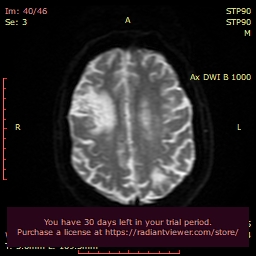 Im: 40/46
Se: 3
A
STP90
STP90
M
Ax DWI B 1000
R
L
You have 30 days left in your trial period.
Purchase a license at https://radiantviewer.com/store/